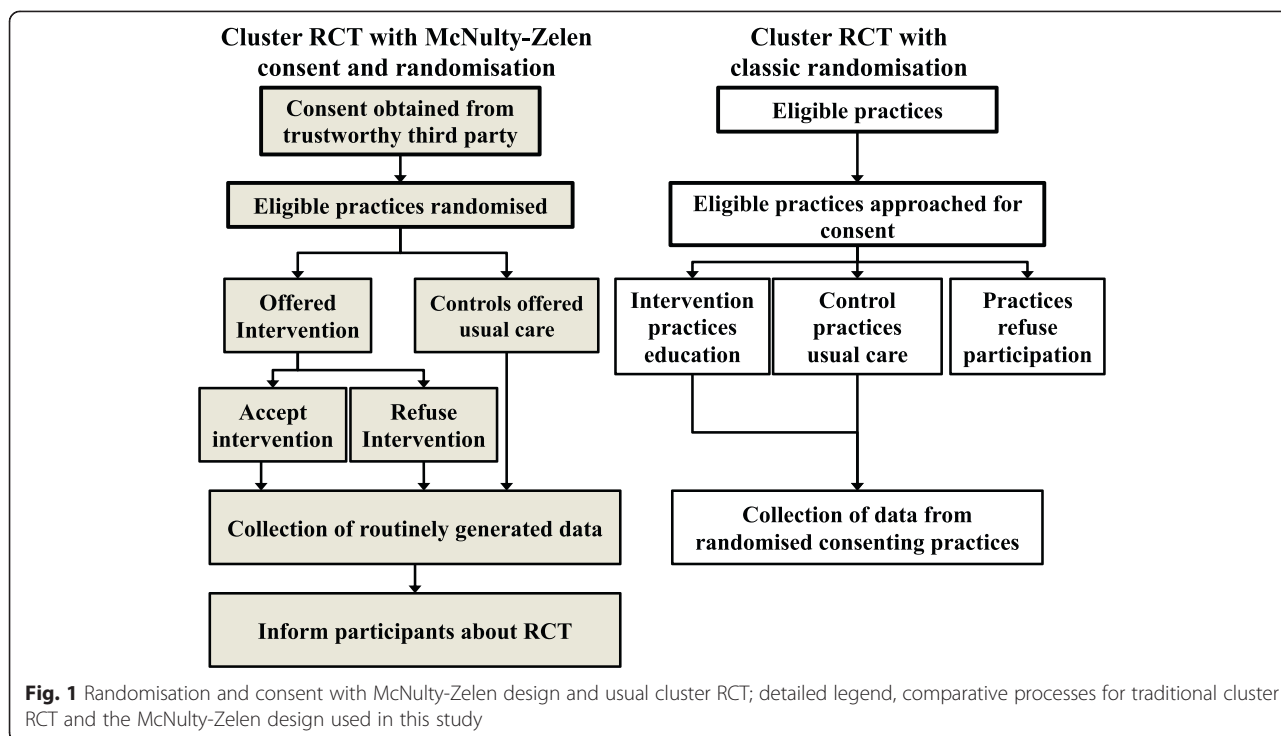 Cluster RCT with McNulty-Zelen
consent and randomisation
Consent obtained from
trustworthy third party
Eligible practices randomised
Offered
Intervention
Controls offered
usual care
Accept
intervention
Refuse
Intervention
Collection of routinely generated data
Inform participants about RCT
Cluster RCT with
classic randomisation
Eligible practices
Eligible practices approached for
consent
Intervention
practices
education
Control
practices
usual care
Practices
refuse
participation
Collection of data from
randomised consenting practices
Fig. 1 Randomisation and consent with McNulty-Zelen design and usual cluster RCT; detailed legend, comparative processes for traditional cluster
RCT and the McNulty-Zelen design used in this study